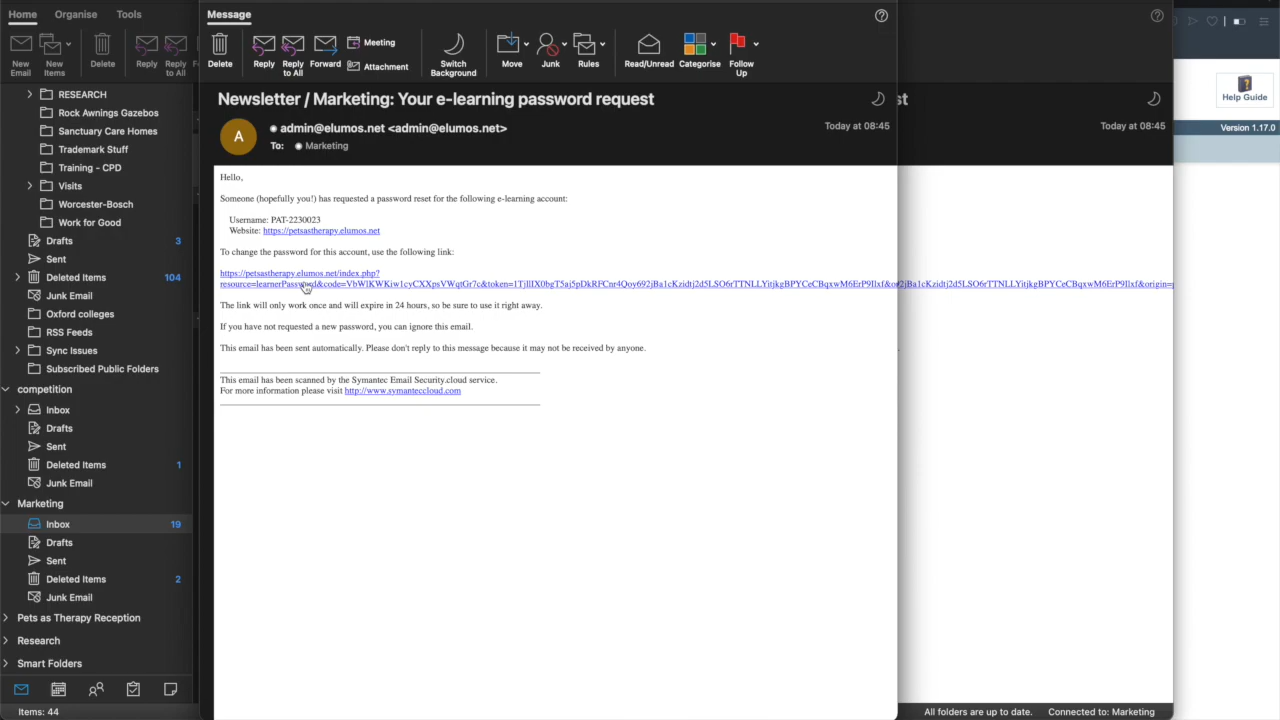 Home Organise Tools
New Email
New Items
Delete
Reply
Reply to All
RESEARCH
Rock Awnings Gazebos
Sanctuary Care Homes
Trademark Stuff
Training - CPD
Visits
Worcester-Bosch
Work for Good
Drafts 3
Sent
Deleted Items 104
Junk Email
Oxford colleges
RSS Feeds
Sync Issues
Subscribed Public Folders
competition
Inbox
Drafts
Sent
Deleted Items 1
Junk Email
Marketing
Inbox 19
Drafts
Sent
Deleted Items 2
Junk Email
Pets as Therapy Reception
Research
Smart Folders
Items: 44
Message
Delete
Reply
Reply to All
Forward
Meeting
Attachment
Switch Background
Move
Junk
Rules
Read/Unread
Categorise
Follow Up
Newsletter / Marketing: Your e-learning password request
A
admin@elumos.net <admin@elumos.net>
To: Marketing
Today at 08:45
Hello,
Someone (hopefully you!) has requested a password reset for the following e-learning account:
Username: PAT-2230023
Website: https://petsastherapy.elumos.net
To change the password for this account, use the following link:
https://petsastherapy.elumos.net/index.php?
The link will only work once and will expire in 24 hours, so be sure to use it right away.
If you have not requested a new password, you can ignore this email.
This email has been sent automatically. Please don't reply to this message because it may not be received by anyone.
This email has been scanned by the Symantec Email Security.cloud service.
For more information please visit http://www.symanteccloud.com
st
Today at 08:45
All folders are up to date. Connected to: Marketing
Help Guide
Version 1.17.0